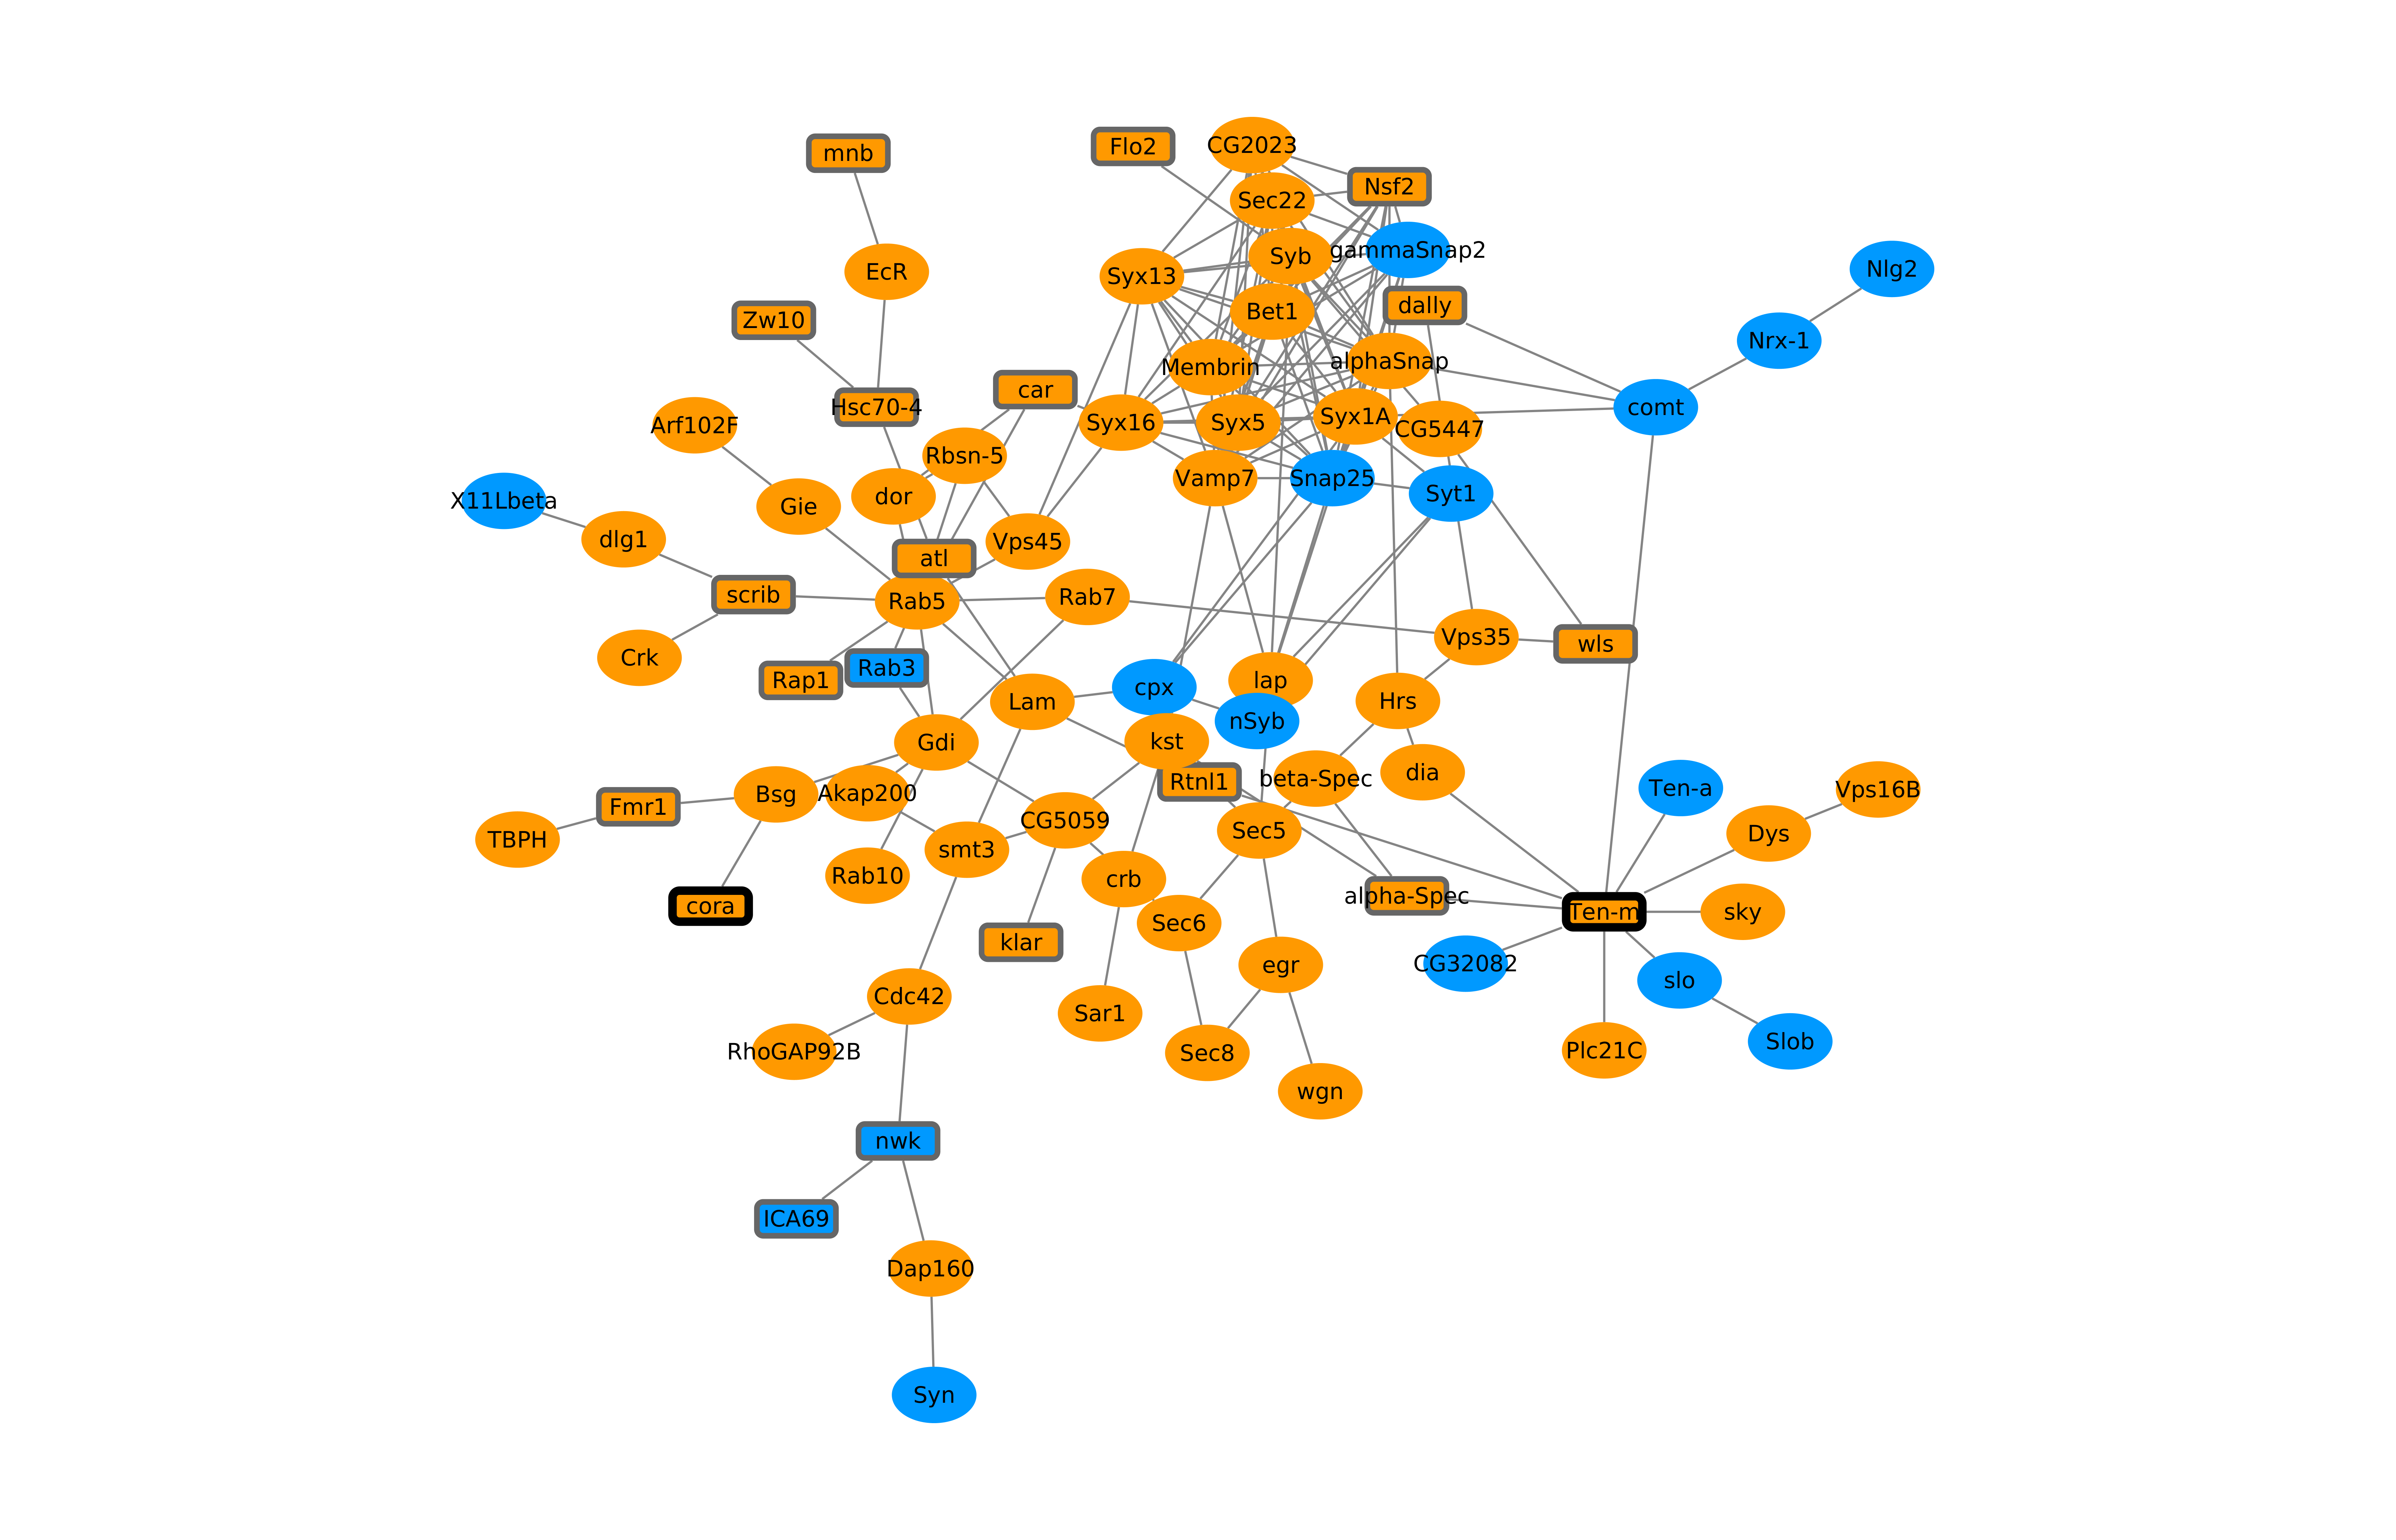 CG2023
Flo2
mnb
Nsf2
Sec22
gammaSnap2
Syb
Nlg2
EcR
Syx13
dally
Bet1
Zw10
Nrx-1
alphaSnap
Membrin
car
Hsc70-4
comt
Syx1A
Syx16
Syx5
Arf102F
CG5447
Rbsn-5
Vamp7
Snap25
Syt1
dor
X11Lbeta
Gie
dlg1
Vps45
atl
scrib
Rab7
Rab5
Vps35
wls
Crk
Rab3
Rap1
lap
cpx
Hrs
Lam
nSyb
kst
Gdi
dia
beta-Spec
Rtnl1
Ten-a
Vps16B
Akap200
Bsg
Fmr1
CG5059
Sec5
Dys
TBPH
smt3
Rab10
crb
alpha-Spec
cora
Ten-m
sky
Sec6
klar
CG32082
egr
slo
Cdc42
Sar1
Slob
Plc21C
RhoGAP92B
Sec8
wgn
nwk
ICA69
Dap160
Syn